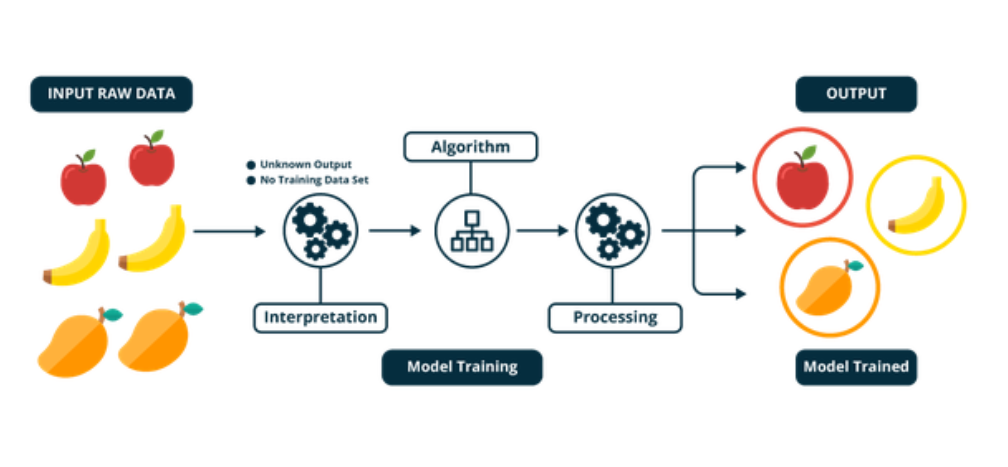 INPUT RAW DATA
OUTPUT
Algorithm
● Unknown Output
● No Training Data Set
Interpretation
Processing
Model Training
Model Trained